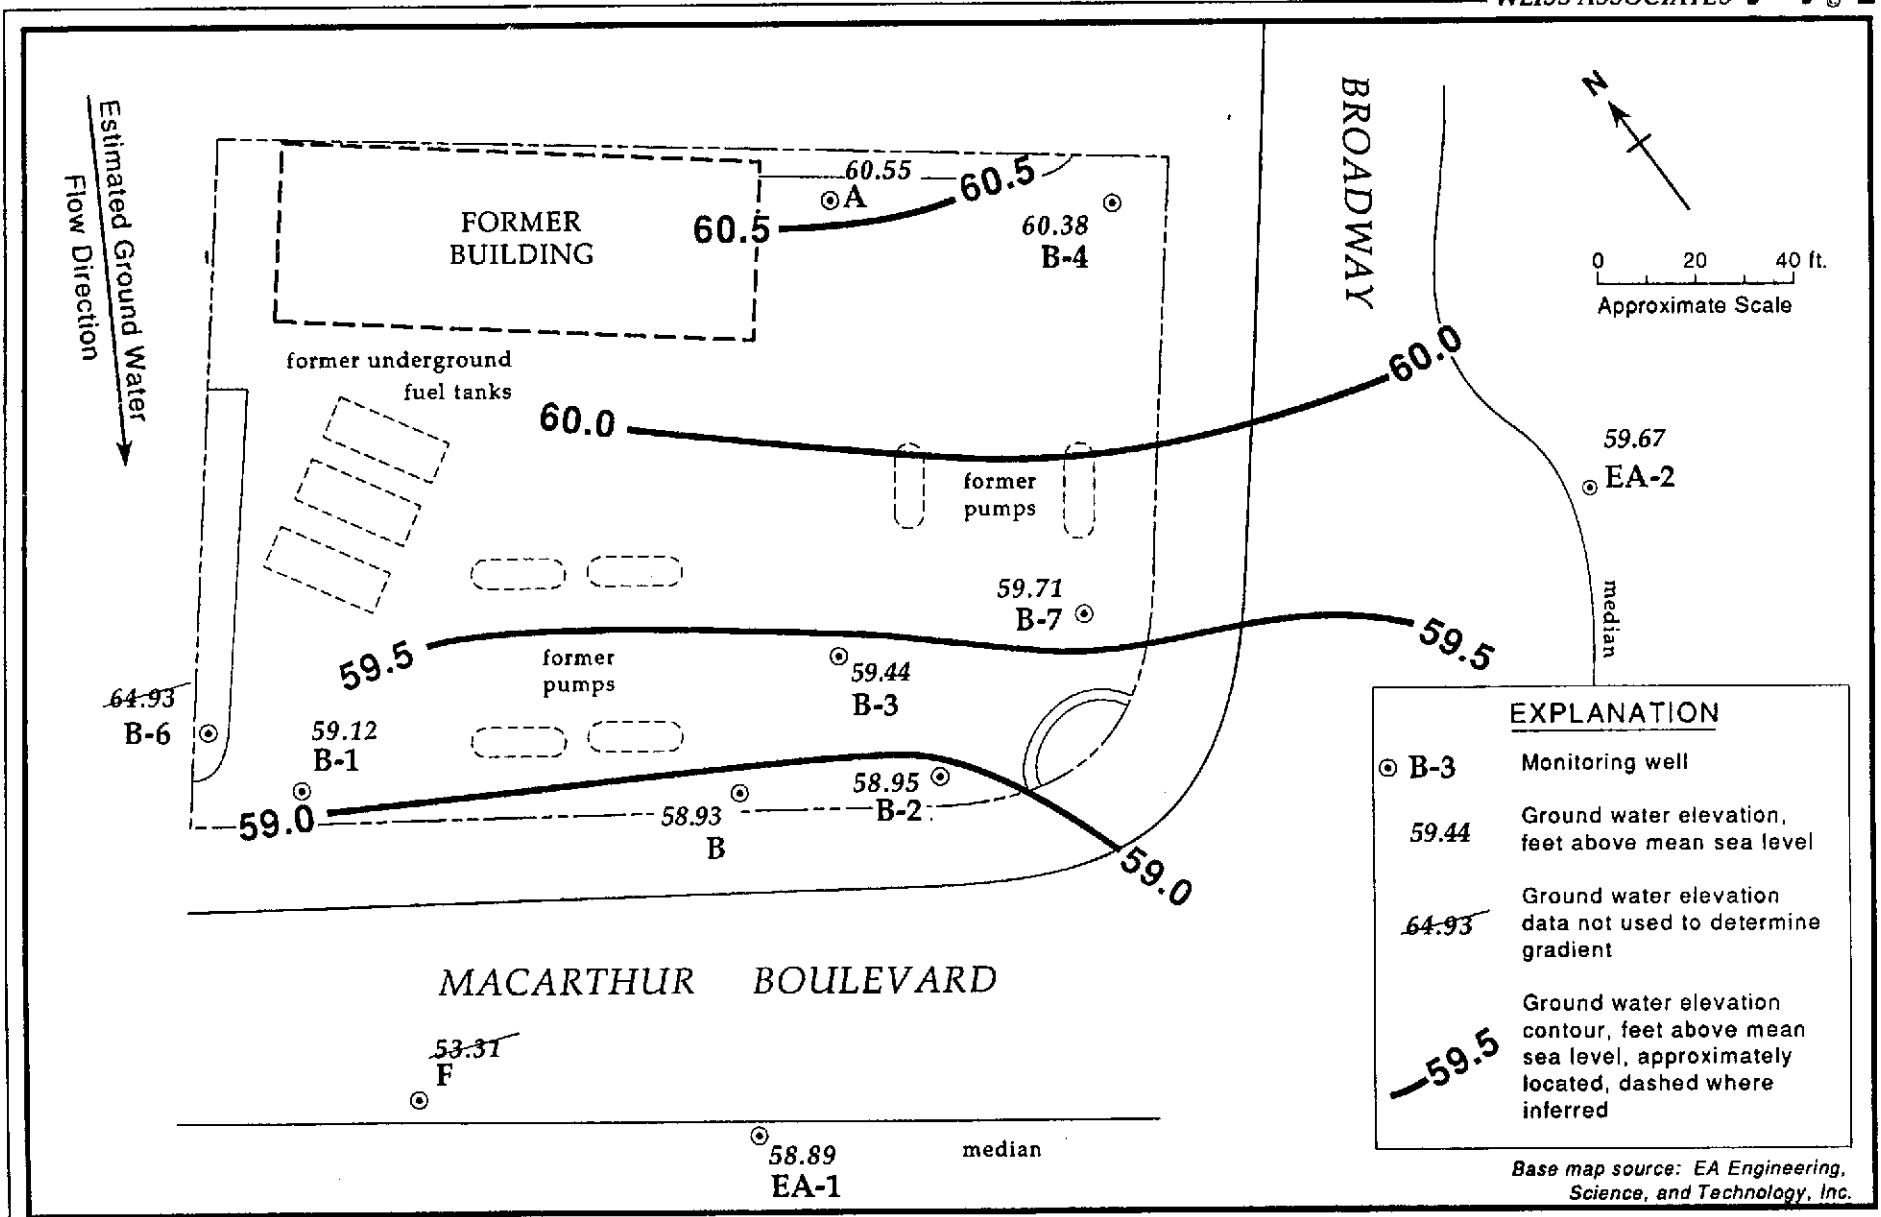 WEISS ASSOCIATES
Estimated Ground Water
Flow Direction
FORMER
BUILDING
60.55
A
60.5
60.5
60.38
B-4
BROADWAY
N
0 20 40 ft.
Approximate Scale
former underground
fuel tanks
60.0
60.0
59.67
EA-2
former
pumps
59.71
B-7
median
59.5
59.5
former
pumps
59.44
B-3
64.93
B-6
59.12
B-1
59.0
58.93
B
58.95
B-2
59.0
MACARTHUR BOULEVARD
53.31
F
median
58.89
EA-1
EXPLANATION
B-3 Monitoring well
59.44 Ground water elevation,
feet above mean sea level
64.93 Ground water elevation
data not used to determine
gradient
59.5 Ground water elevation
contour, feet above mean
sea level, approximately
located, dashed where
inferred
Base map source: EA Engineering,
Science, and Technology, Inc.